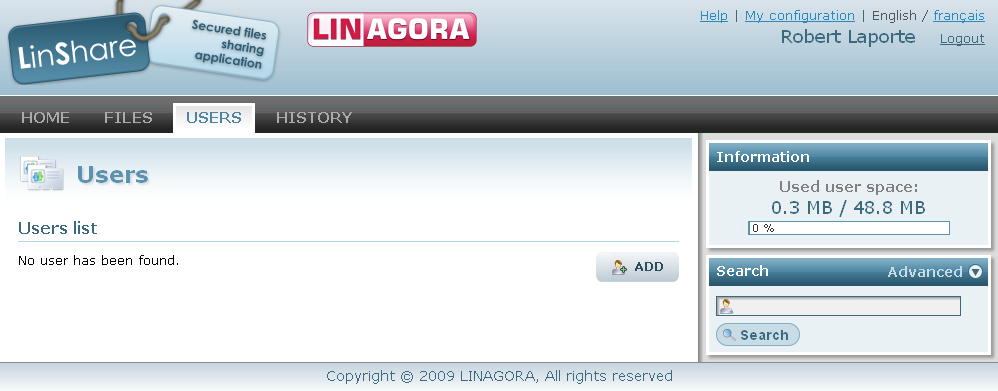 LinShare
Secured files
sharing
application
LINAGORA
Help | My configuration | English / français
Robert Laporte Logout
HOME FILES USERS HISTORY
Users
Users list
No user has been found.
ADD
Information
Used user space:
0.3 MB / 48.8 MB
0 %
Search Advanced
Search
Copyright © 2009 LINAGORA, All rights reserved